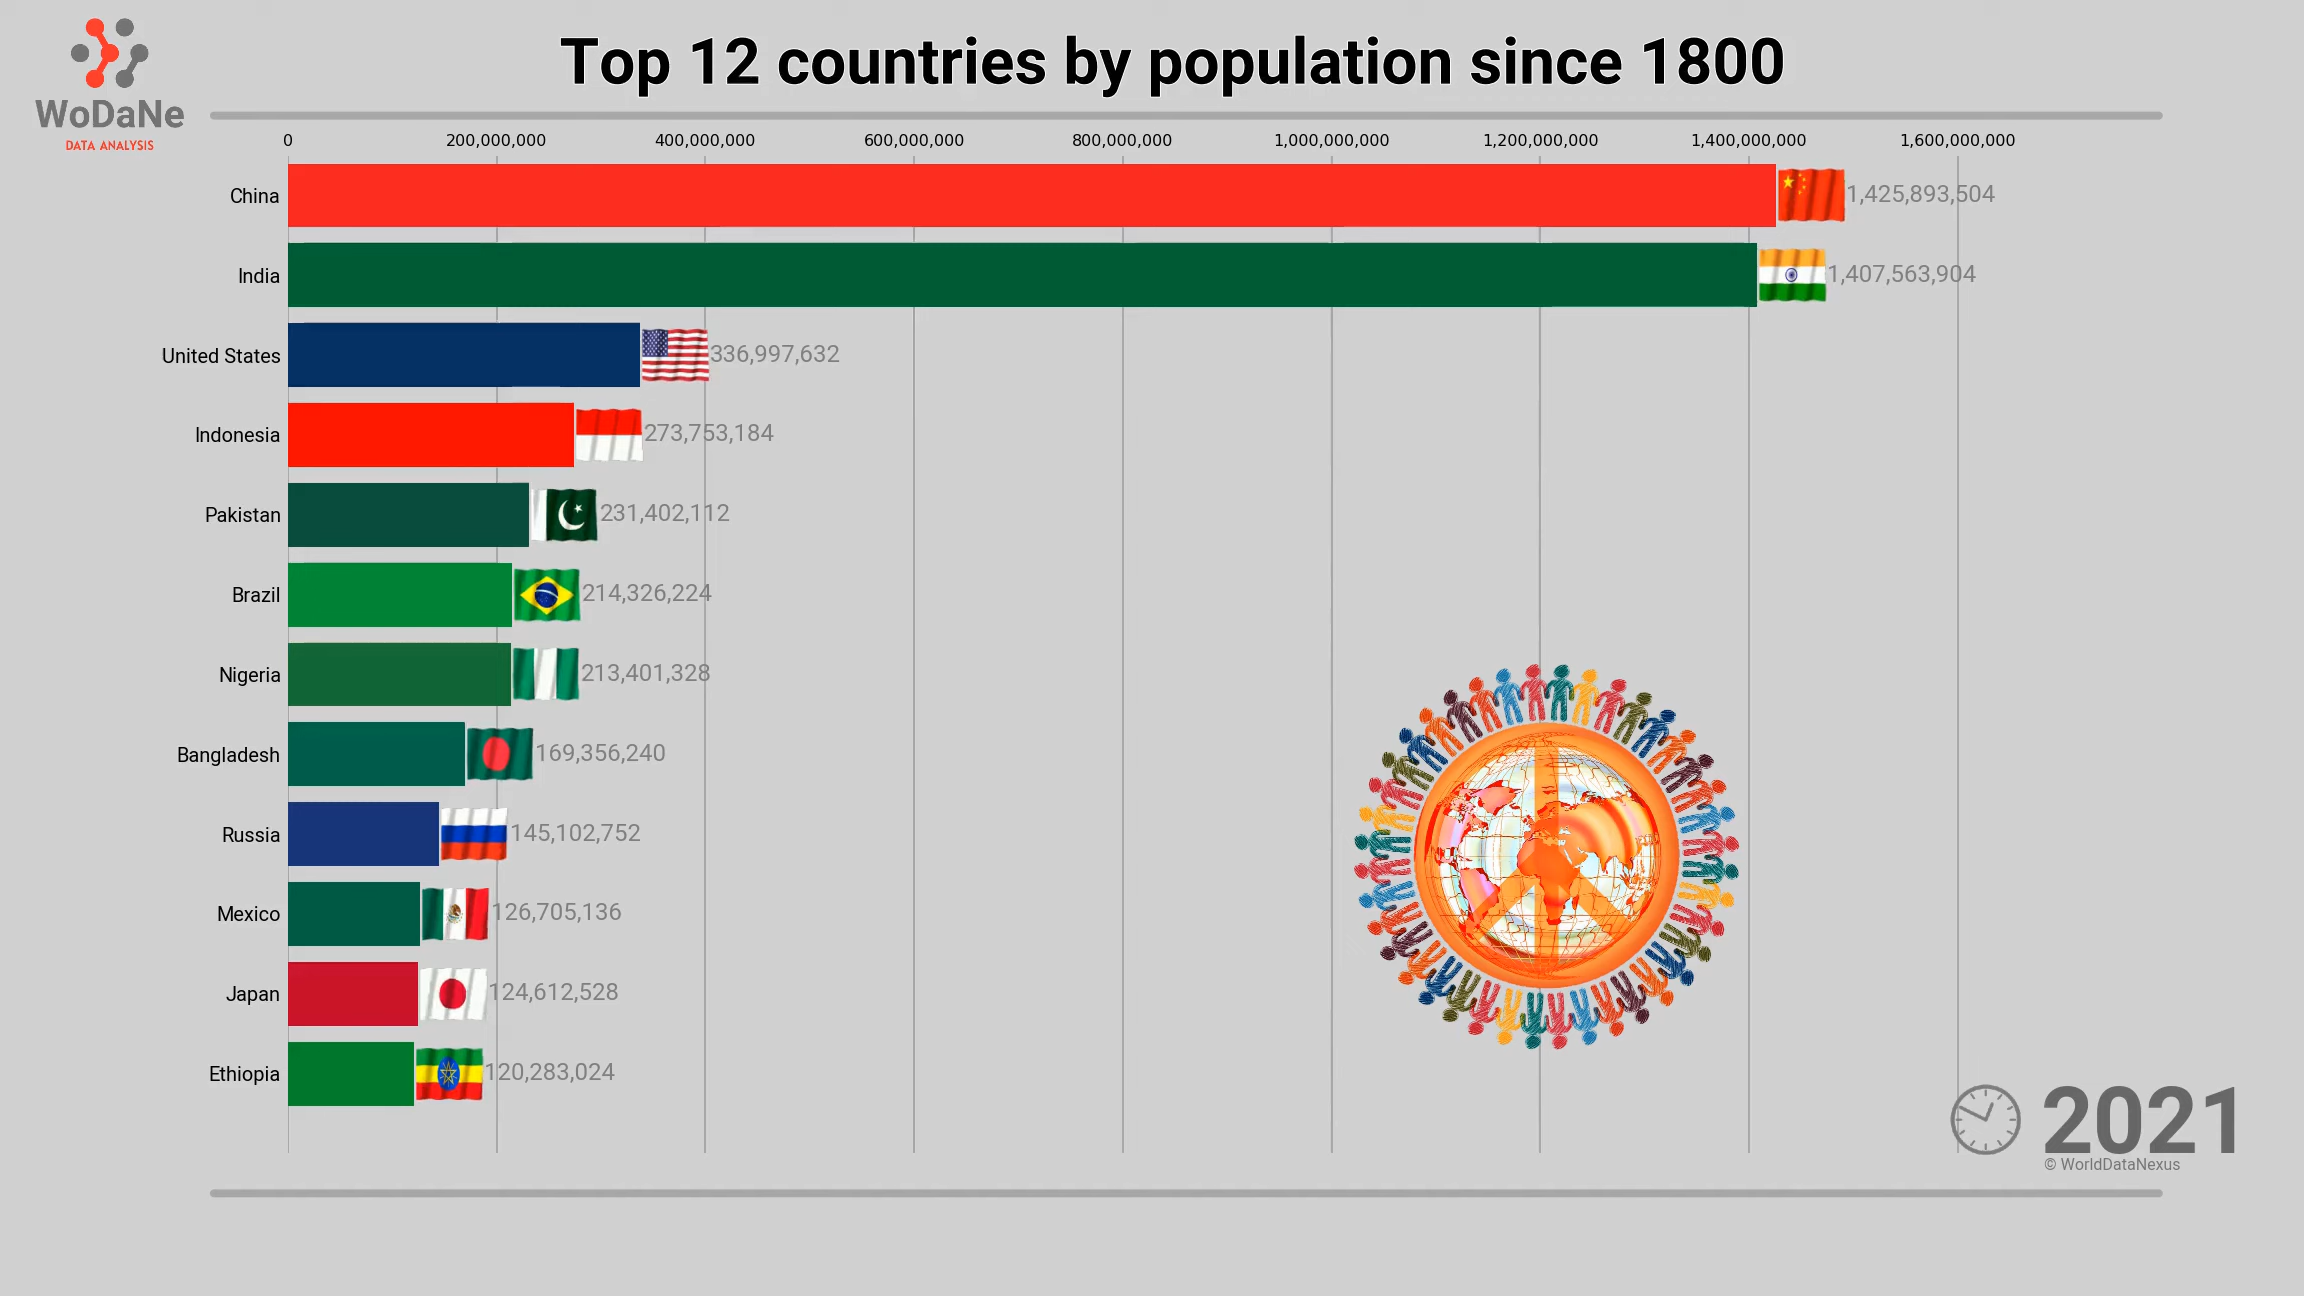 Top 12 countries by population since 1800
WoDaNe
DATA ANALYSIS
0 200,000,000 400,000,000 600,000,000 800,000,000 1,000,000,000 1,200,000,000 1,400,000,000 1,600,000,000
China 1,425,893,504
India 1,407,563,904
United States 336,997,632
Indonesia 273,753,184
Pakistan 231,402,112
Brazil 214,326,224
Nigeria 213,401,328
Bangladesh 169,356,240
Russia 145,102,752
Mexico 126,705,136
Japan 124,612,528
Ethiopia 120,283,024
2021
© WorldDataNexus